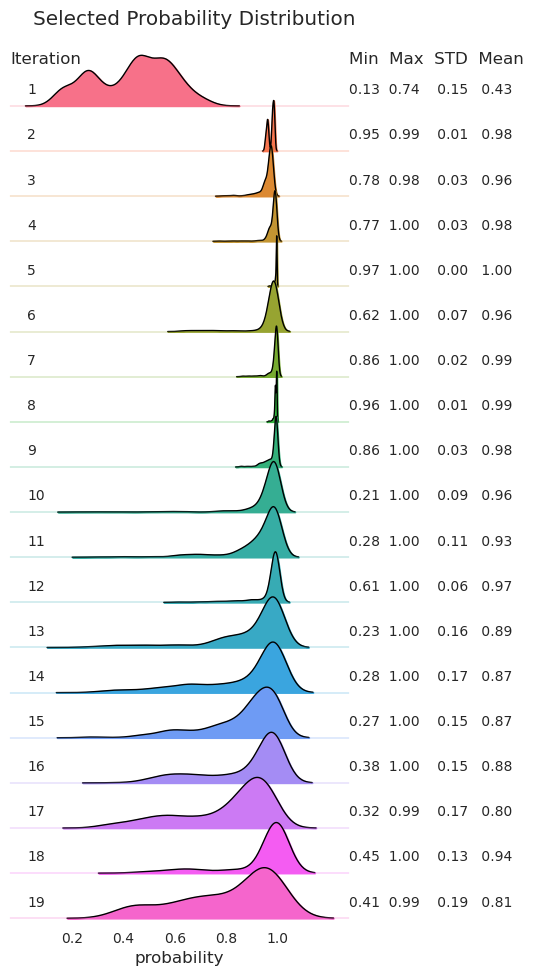 Selected Probability Distribution
Iteration Min Max STD Mean
1 0.13 0.74 0.15 0.43
2 0.95 0.99 0.01 0.98
3 0.78 0.98 0.03 0.96
4 0.77 1.00 0.03 0.98
5 0.97 1.00 0.00 1.00
6 0.62 1.00 0.07 0.96
7 0.86 1.00 0.02 0.99
8 0.96 1.00 0.01 0.99
9 0.86 1.00 0.03 0.98
10 0.21 1.00 0.09 0.96
11 0.28 1.00 0.11 0.93
12 0.61 1.00 0.06 0.97
13 0.23 1.00 0.16 0.89
14 0.28 1.00 0.17 0.87
15 0.27 1.00 0.15 0.87
16 0.38 1.00 0.15 0.88
17 0.32 0.99 0.17 0.80
18 0.45 1.00 0.13 0.94
19 0.41 0.99 0.19 0.81
0.2 0.4 0.6 0.8 1.0
probability